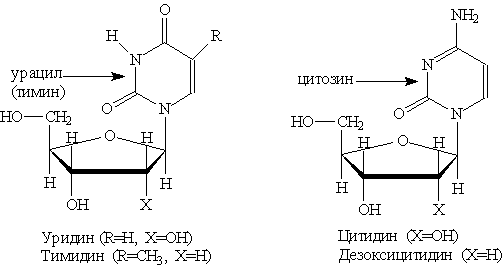 O
H
N
R
O
N
урацил
(тимин)
HO
CH2
O
H
H
H
H
OH
X
Уридин (R=H, X=OH)
Тимидин (R=CH3, X=H)
NH2
N
O
N
цитозин
HO
CH2
O
H
H
H
H
OH
X
Цитидин (X=OH)
Дезоксицитидин (X=H)